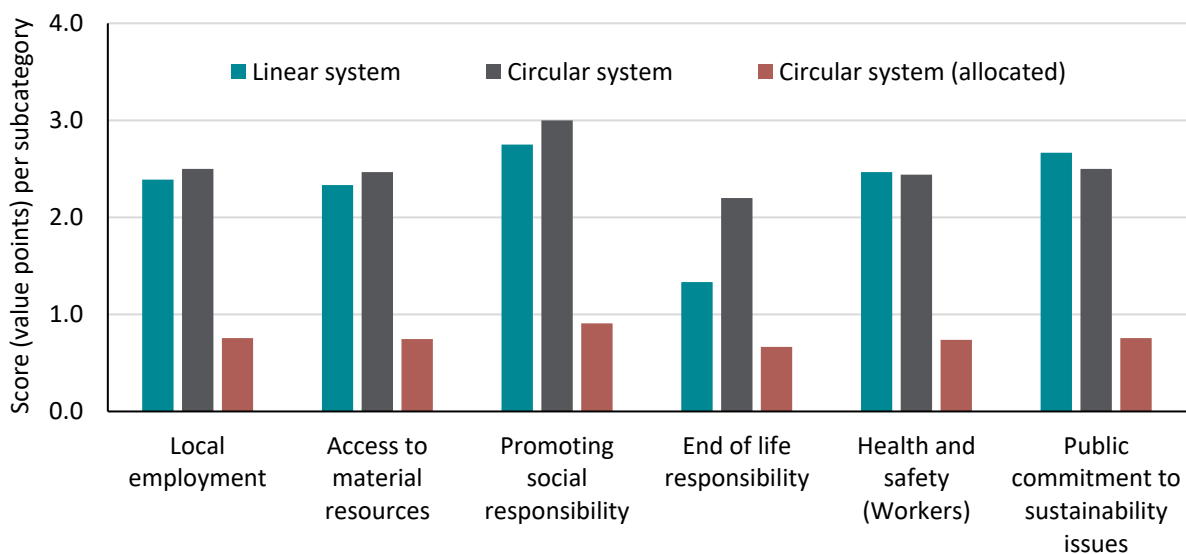 Score (value points) per subcategory
4.0
3.0
2.0
1.0
0.0
Linear system
Circular system
Circular system (allocated)
Local
employment
Access to
material
resources
Promoting
social
responsibility
End of life
responsibility
Health and
safety
(Workers)
Public
commitment to
sustainability
issues